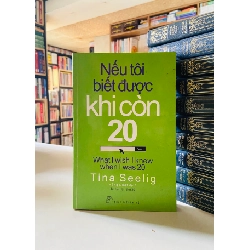 Nếu tôi
biết được
khi còn
20
What I wish I knew
when I was 20
Tina Seelig